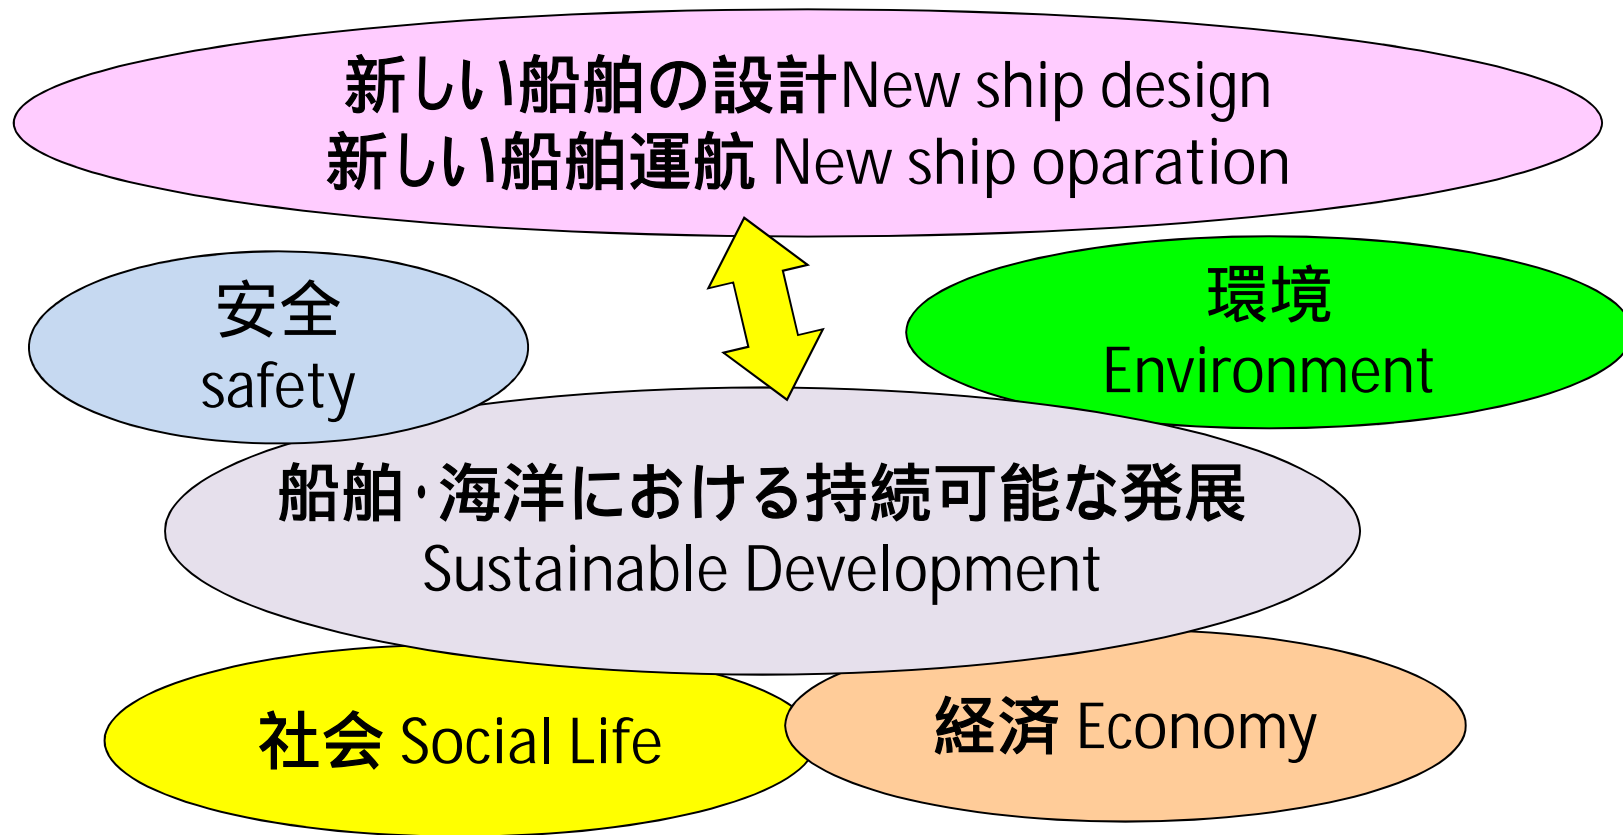 新しい船舶の設計New ship design
新しい船舶運航 New ship oparation
安全
safety
環境
Environment
船舶・海洋における持続可能な発展
Sustainable Development
社会 Social Life
経済 Economy